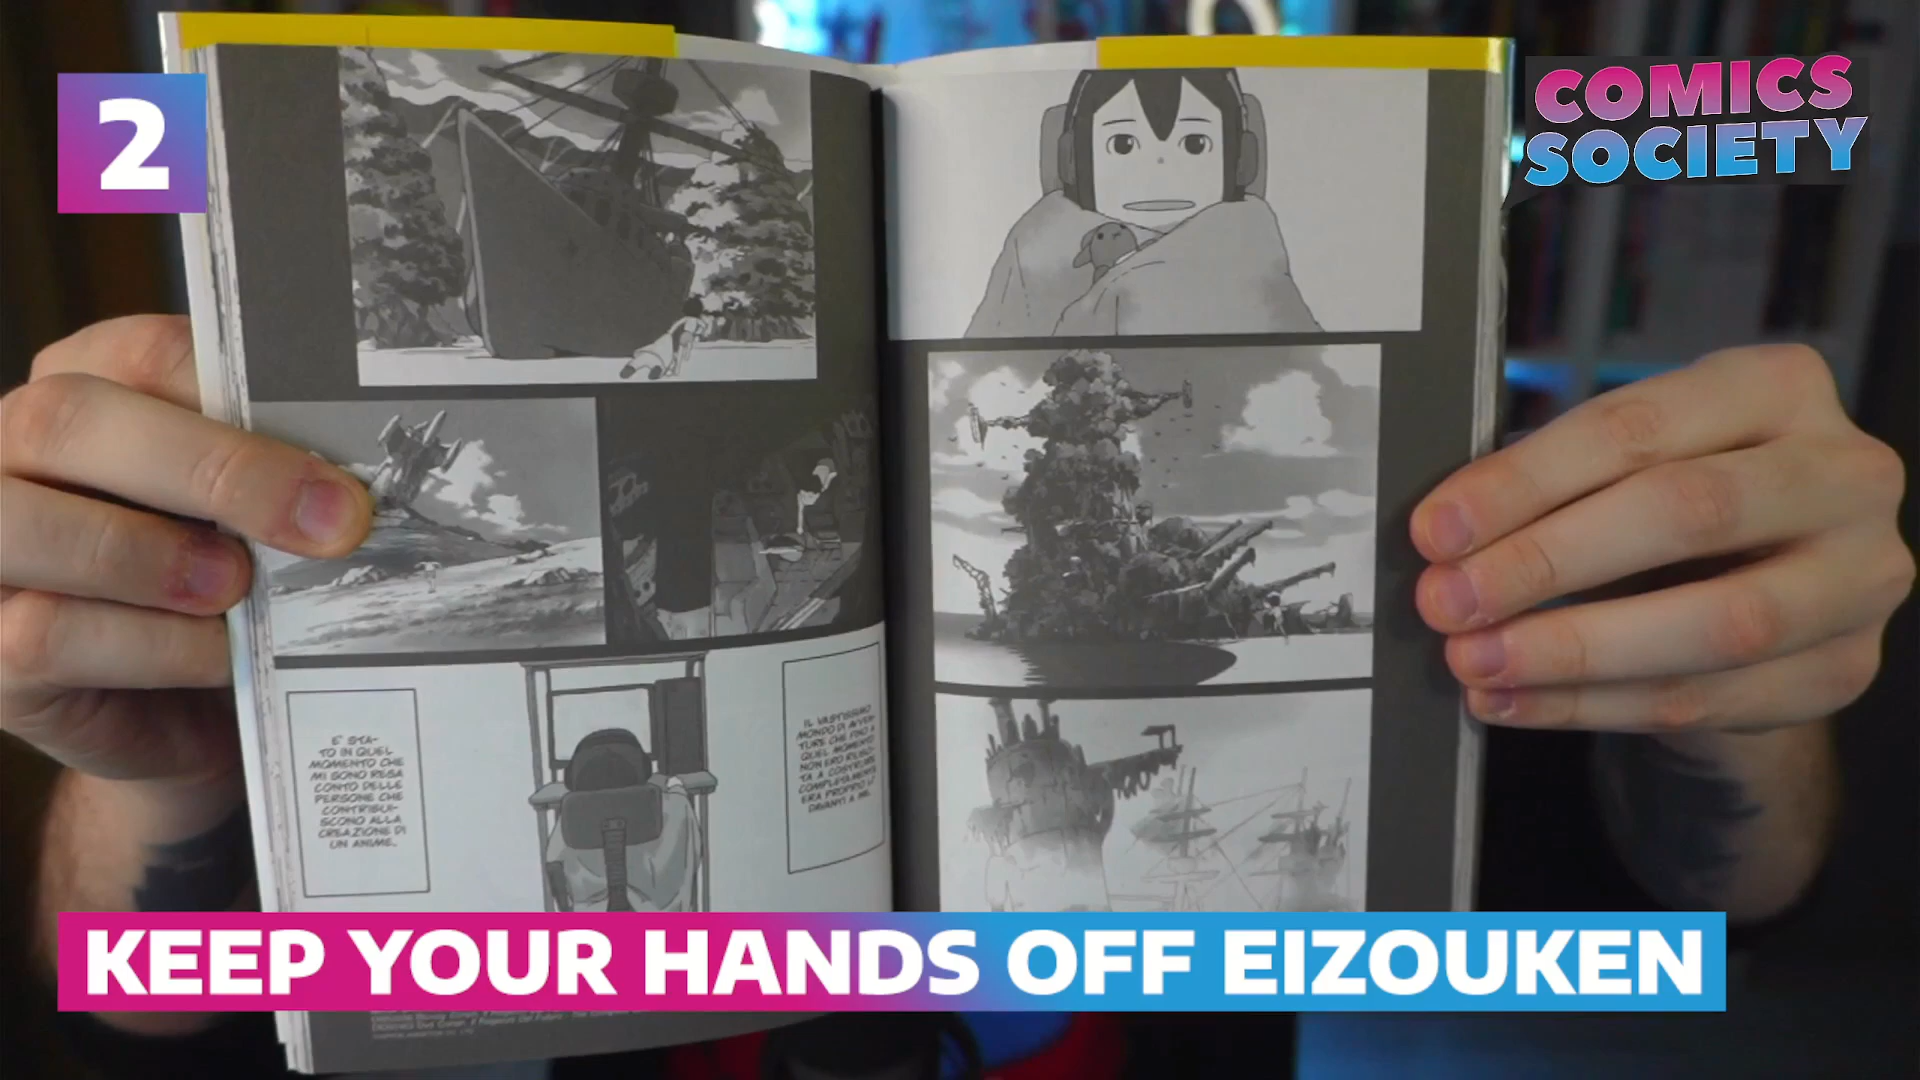 2
COMICS
SOCIETY
E' STA-
TO IN QUEL
MOMENTO CHE
MI SONO RESA
CONTO DELLE
PERSONE CHE
CONTRIBUI-
SCONO ALLA
CREAZIONE DI
UN ANIME.
IL VASTISSIMO
MONDO DI AVVEN-
TURE CHE FINO A
QUEL MOMENTO
NON ERO RIUSCI-
TA A COSTRUIRE
COMPLETAMENTE
ERA PROPRIO LÌ
DAVANTI A ME.
KEEP YOUR HANDS OFF EIZOUKEN